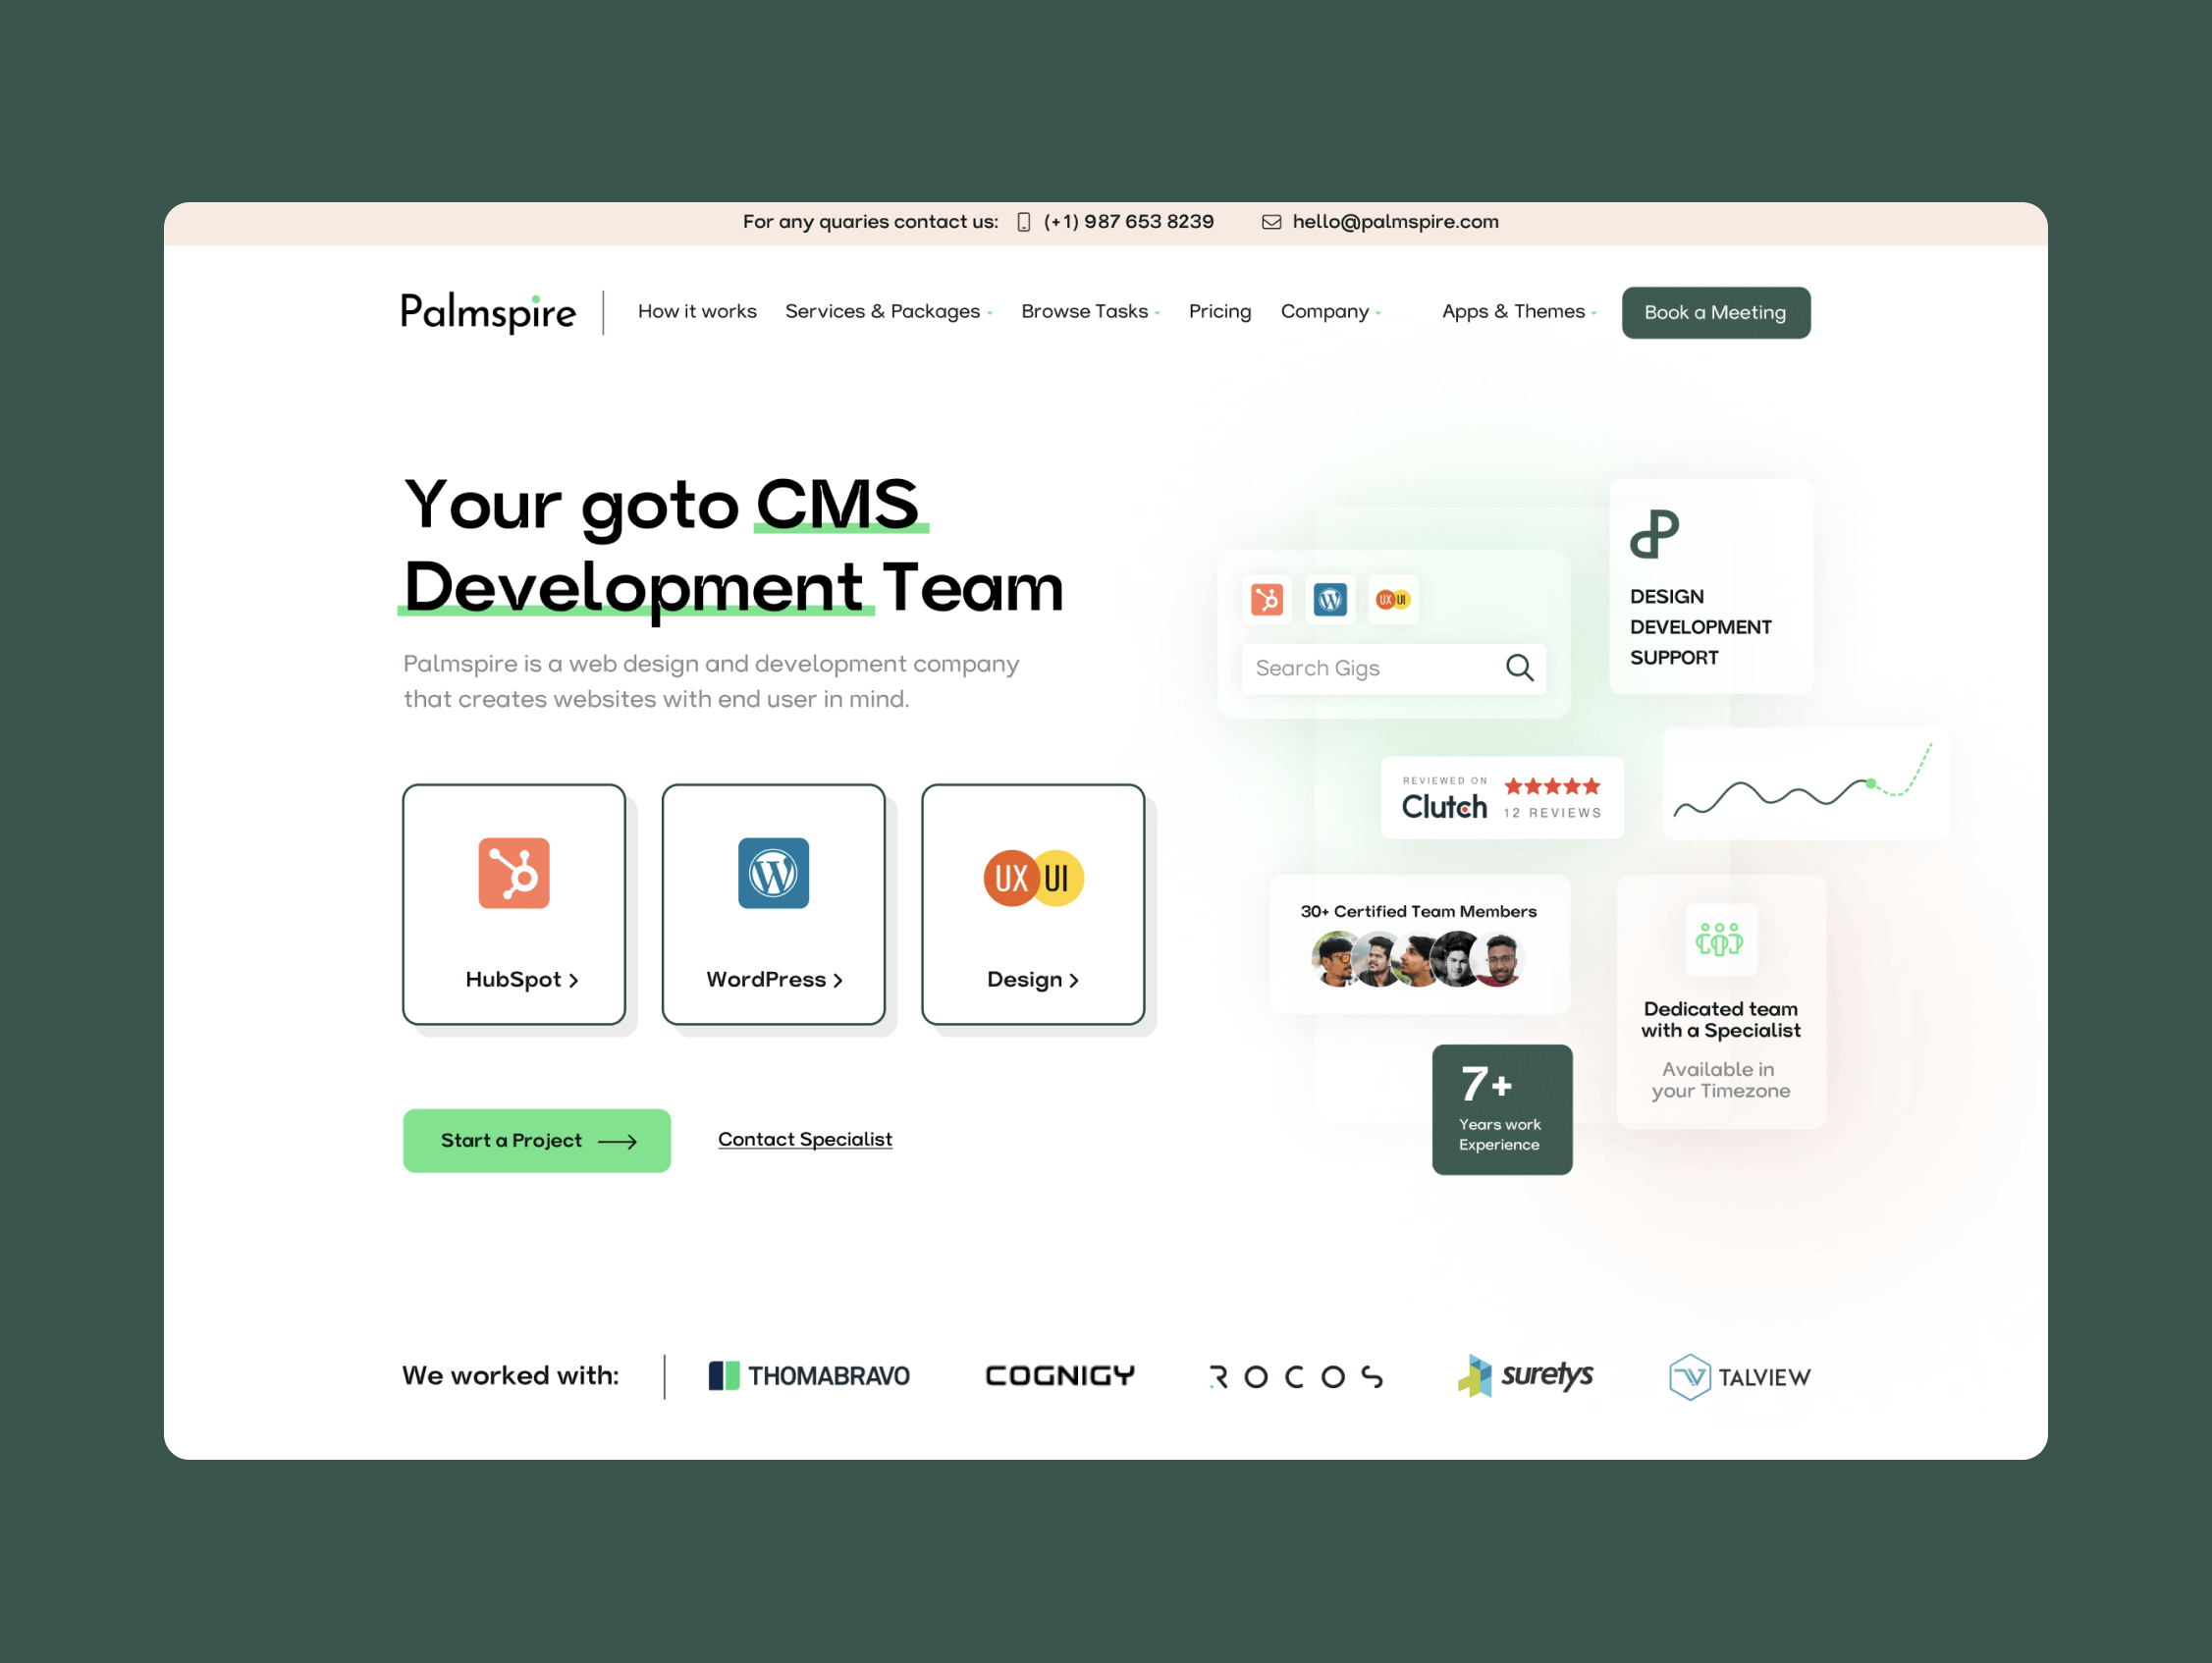 For any quaries contact us: (+1) 987 653 8239 hello@palmspire.com
Palmspire How it works Services & Packages Browse Tasks Pricing Company Apps & Themes Book a Meeting
Your goto CMS
Development Team
Palmspire is a web design and development company
that creates websites with end user in mind.
HubSpot
UX UI
WordPress
Design
Start a Project
Contact Specialist
UX UI
Search Gigs
DESIGN
DEVELOPMENT
SUPPORT
REVIEWED ON
Clutch
12 REVIEWS
30+ Certified Team Members
7+
Years work
Experience
Dedicated team
with a Specialist
Available in
your Timezone
We worked with: THOMABRAVO COGNIGY ROCOS suretys TALVIEW